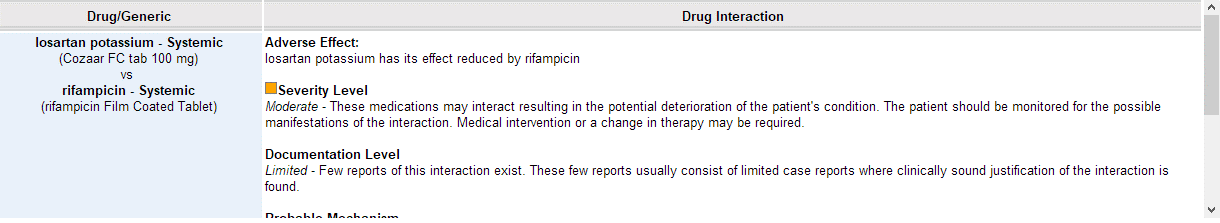 Drug/Generic
Drug Interaction
losartan potassium - Systemic
(Cozaar FC tab 100 mg)
vs
rifampicin - Systemic
(rifampicin Film Coated Tablet)
Adverse Effect:
losartan potassium has its effect reduced by rifampicin
Severity Level
Moderate - These medications may interact resulting in the potential deterioration of the patient's condition. The patient should be monitored for the possible
manifestations of the interaction. Medical intervention or a change in therapy may be required.
Documentation Level
Limited - Few reports of this interaction exist. These few reports usually consist of limited case reports where clinically sound justification of the interaction is
found.
Probable Mechanism